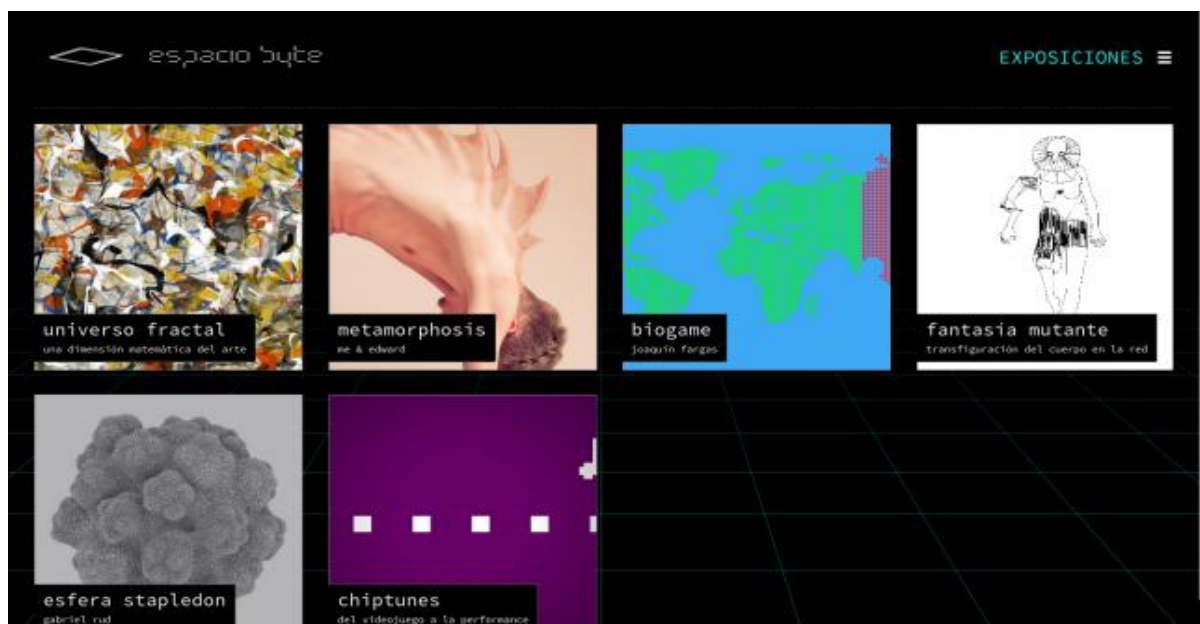 espacio byte
EXPOSICIONES
universo fractal
una dimensión matemática del arte
metamorphosis
me & edward
biogame
joaquín fargas
fantasía mutante
transfiguración del cuerpo en la red
esfera stapledon
gabriel rud
chiptunes
del videojuego a la performance